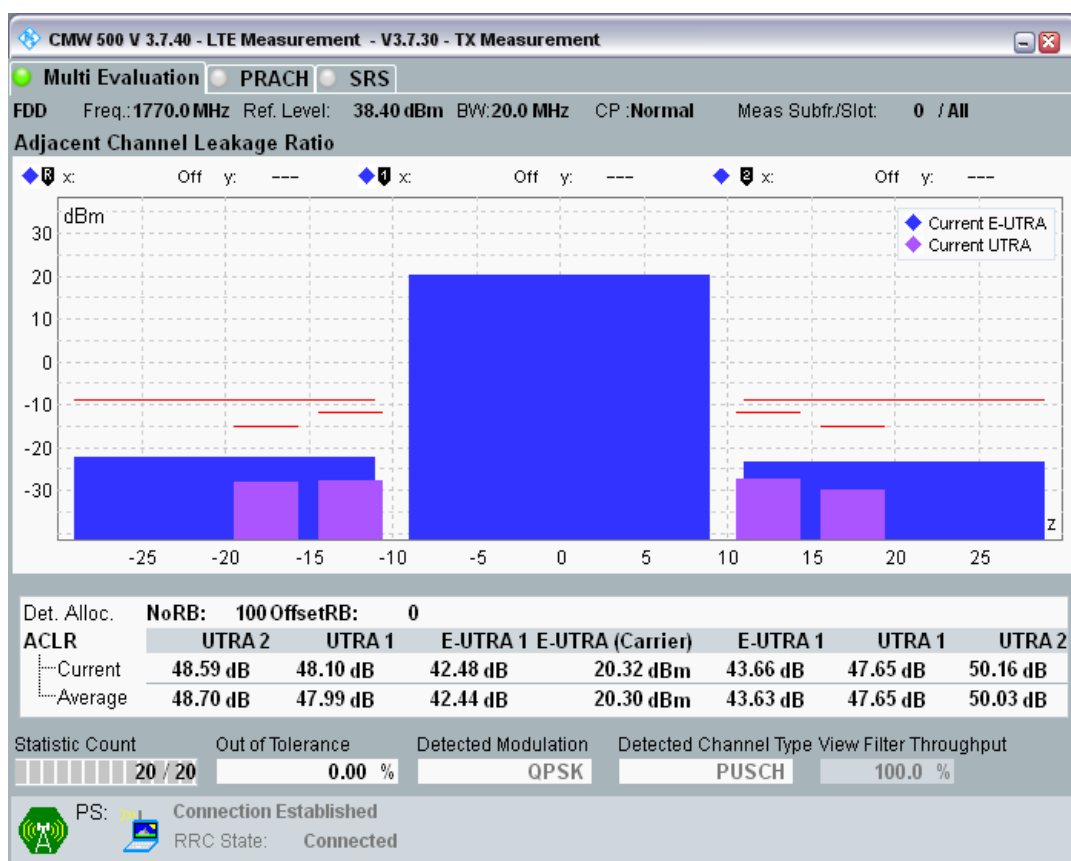 CMW 500 V 3.7.40 - LTE Measurement - V3.7.30 - TX Measurement
Multi Evaluation PRACH SRS
FDD Freq.: 1770.0 MHz Ref. Level: 38.40 dBm BW: 20.0 MHz CP : Normal Meas Subfr./Slot: 0 / All
Adjacent Channel Leakage Ratio
R x: Off y: --- 1 x: Off y: --- 2 x: Off y: ---
dBm
Current E-UTRA
Current UTRA
30
20
10
0
-10
-20
-30
z
-25 -20 -15 -10 -5 0 5 10 15 20 25
Det. Alloc. NoRB: 100 OffsetRB: 0
ACLR UTRA 2 UTRA 1 E-UTRA 1 E-UTRA (Carrier) E-UTRA 1 UTRA 1 UTRA 2
Current 48.59 dB 48.10 dB 42.48 dB 20.32 dBm 43.66 dB 47.65 dB 50.16 dB
Average 48.70 dB 47.99 dB 42.44 dB 20.30 dBm 43.63 dB 47.65 dB 50.03 dB
Statistic Count Out of Tolerance Detected Modulation Detected Channel Type View Filter Throughput
20 / 20 0.00 % QPSK PUSCH 100.0 %
PS: Connection Established
RRC State: Connected